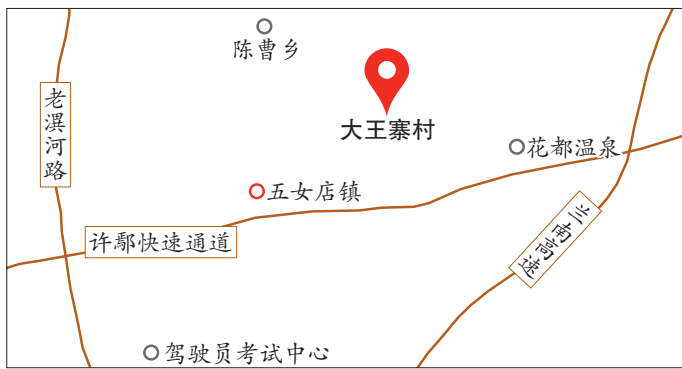 陈曹乡
大王寨村
老溟河路
花都温泉
五女店镇
许鄢快速通道
兰南高速
驾驶员考试中心